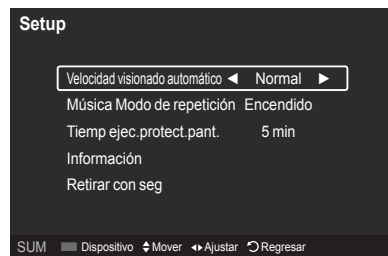 Setup
Velocidad visionado automático ◄ Normal ►
Música Modo de repetición Encendido
Tiemp ejec.protect.pant. 5 min
Información
Retirar con seg
SUM Dispositivo Mover Ajustar Regresar